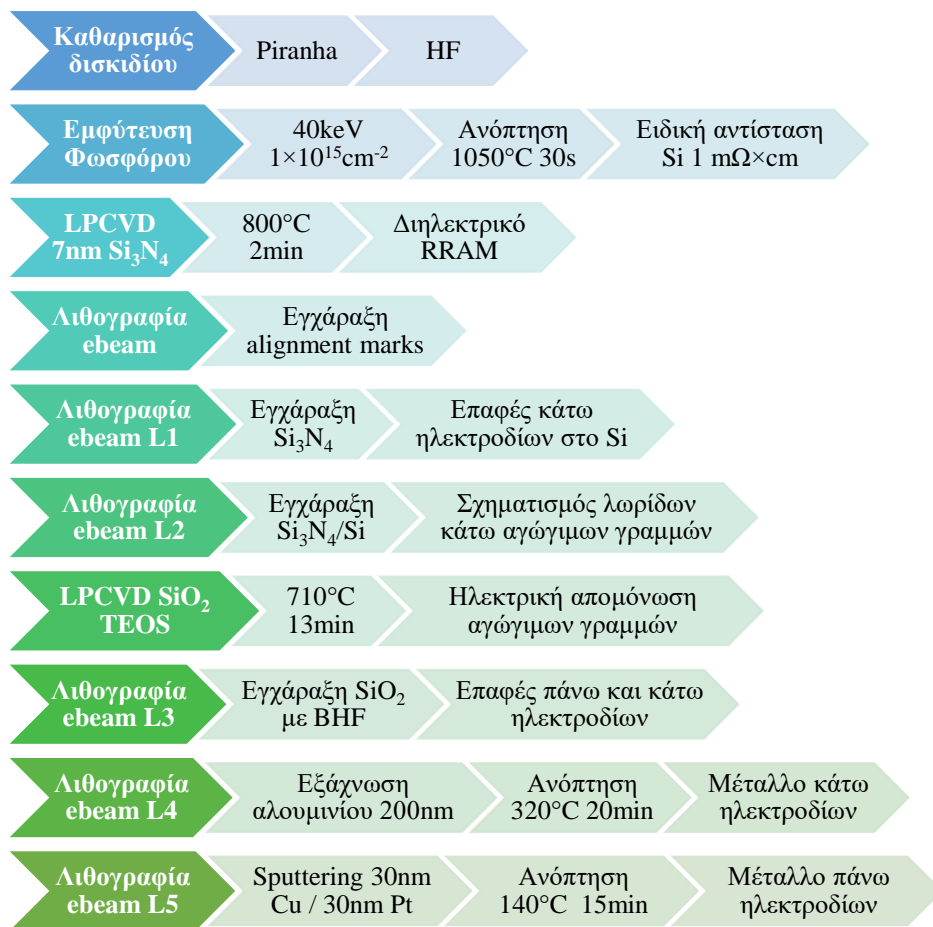 Καθαρισμός
δισκιδίου
Piranha
HF
Εμφύτευση
Φωσφόρου
40keV
1×10¹⁵cm⁻²
Ανόπτηση
1050°C 30s
Ειδική αντίσταση
Si 1 mΩ×cm
LPCVD
7nm Si₃N₄
800°C
2min
Διηλεκτρικό
RRAM
Λιθογραφία
ebeam
Εγχάραξη
alignment marks
Λιθογραφία
ebeam L1
Εγχάραξη
Si₃N₄
Επαφές κάτω
ηλεκτροδίων στο Si
Λιθογραφία
ebeam L2
Εγχάραξη
Si₃N₄/Si
Σχηματισμός λωρίδων
κάτω αγώγιμων γραμμών
LPCVD SiO₂
TEOS
710°C
13min
Ηλεκτρική απομόνωση
αγώγιμων γραμμών
Λιθογραφία
ebeam L3
Εγχάραξη SiO₂
με BHF
Επαφές πάνω και κάτω
ηλεκτροδίων
Λιθογραφία
ebeam L4
Εξάχνωση
αλουμινίου 200nm
Ανόπτηση
320°C 20min
Μέταλλο κάτω
ηλεκτροδίων
Λιθογραφία
ebeam L5
Sputtering 30nm
Cu / 30nm Pt
Ανόπτηση
140°C 15min
Μέταλλο πάνω
ηλεκτροδίων